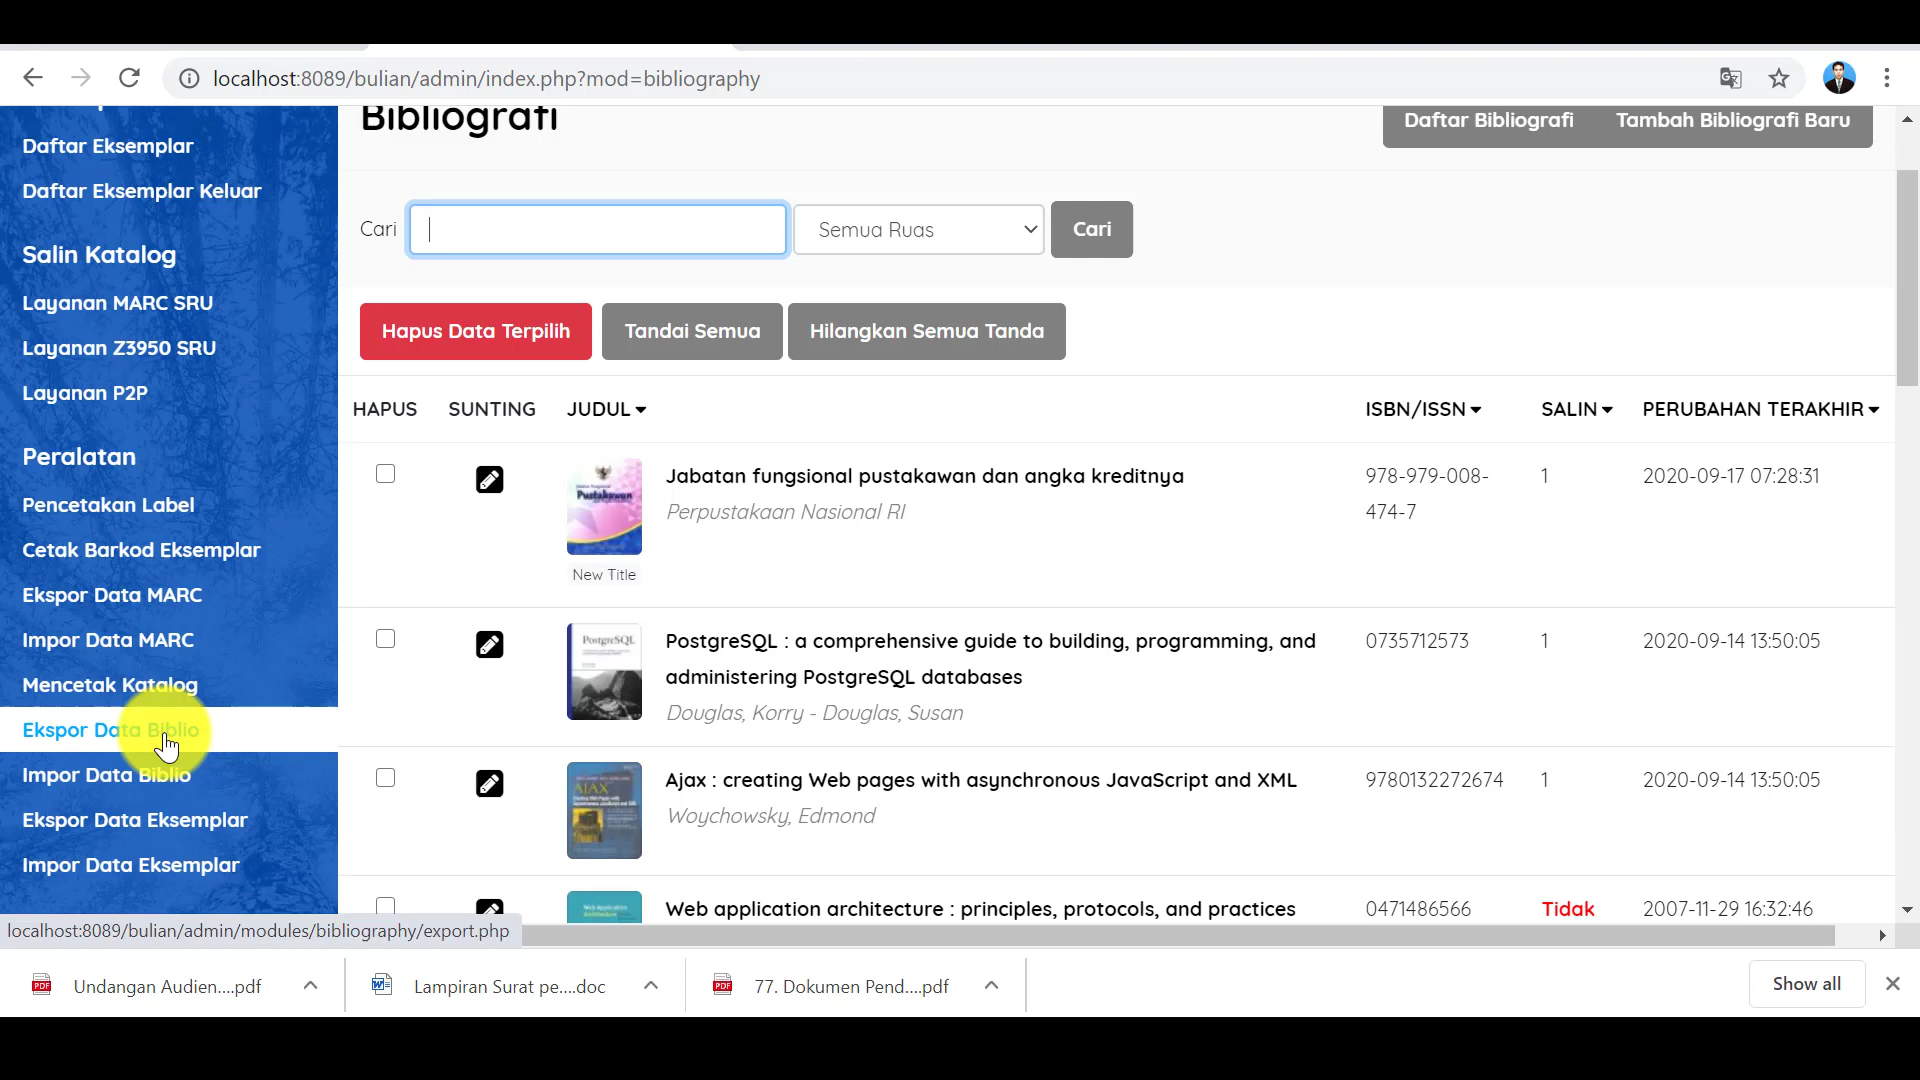 localhost:8089/bulian/admin/index.php?mod=bibliography
Daftar Eksemplar
Daftar Eksemplar Keluar
Salin Katalog
Layanan MARC SRU
Layanan Z3950 SRU
Layanan P2P
Peralatan
Pencetakan Label
Cetak Barkod Eksemplar
Ekspor Data MARC
Impor Data MARC
Mencetak Katalog
Ekspor Data Biblio
Impor Data Biblio
Ekspor Data Eksemplar
Impor Data Eksemplar
localhost:8089/bulian/admin/modules/bibliography/export.php
Bibliografi
Daftar Bibliografi
Tambah Bibliografi Baru
Cari
Semua Ruas
Cari
Hapus Data Terpilih
Tandai Semua
Hilangkan Semua Tanda
HAPUS SUNTING JUDUL ISBN/ISSN SALIN PERUBAHAN TERAKHIR
Pustakawan
New Title
Jabatan fungsional pustakawan dan angka kreditnya
Perpustakaan Nasional RI
978-979-008-
474-7
1
2020-09-17 07:28:31
PostgreSQL
PostgreSQL : a comprehensive guide to building, programming, and
administering PostgreSQL databases
Douglas, Korry - Douglas, Susan
0735712573
1
2020-09-14 13:50:05
AJAX
Ajax : creating Web pages with asynchronous JavaScript and XML
Woychowsky, Edmond
9780132272674
1
2020-09-14 13:50:05
Web Application
Web application architecture : principles, protocols, and practices
0471486566
Tidak
2007-11-29 16:32:46
Undangan Audien....pdf
Lampiran Surat pe....doc
77. Dokumen Pend....pdf
Show all